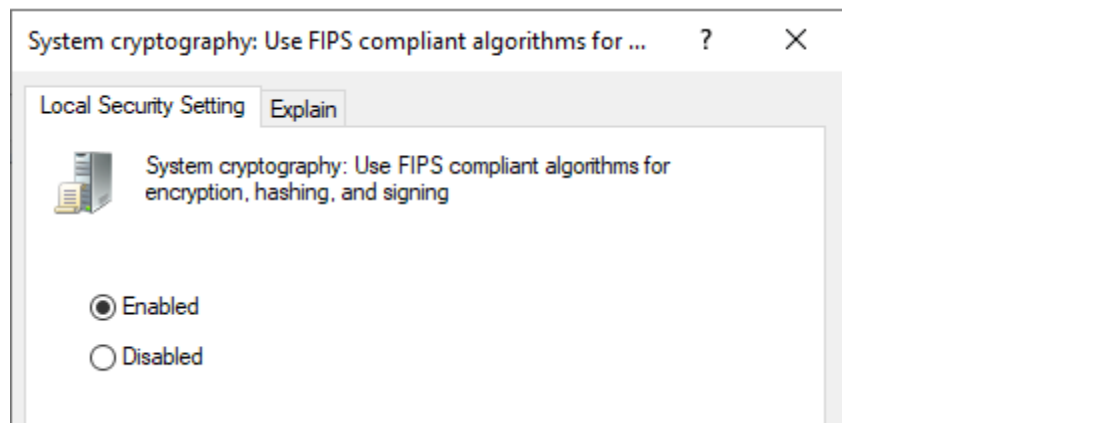 System cryptography: Use FIPS compliant algorithms for ... ? ✕
Local Security Setting Explain
System cryptography: Use FIPS compliant algorithms for
encryption, hashing, and signing
Enabled
Disabled